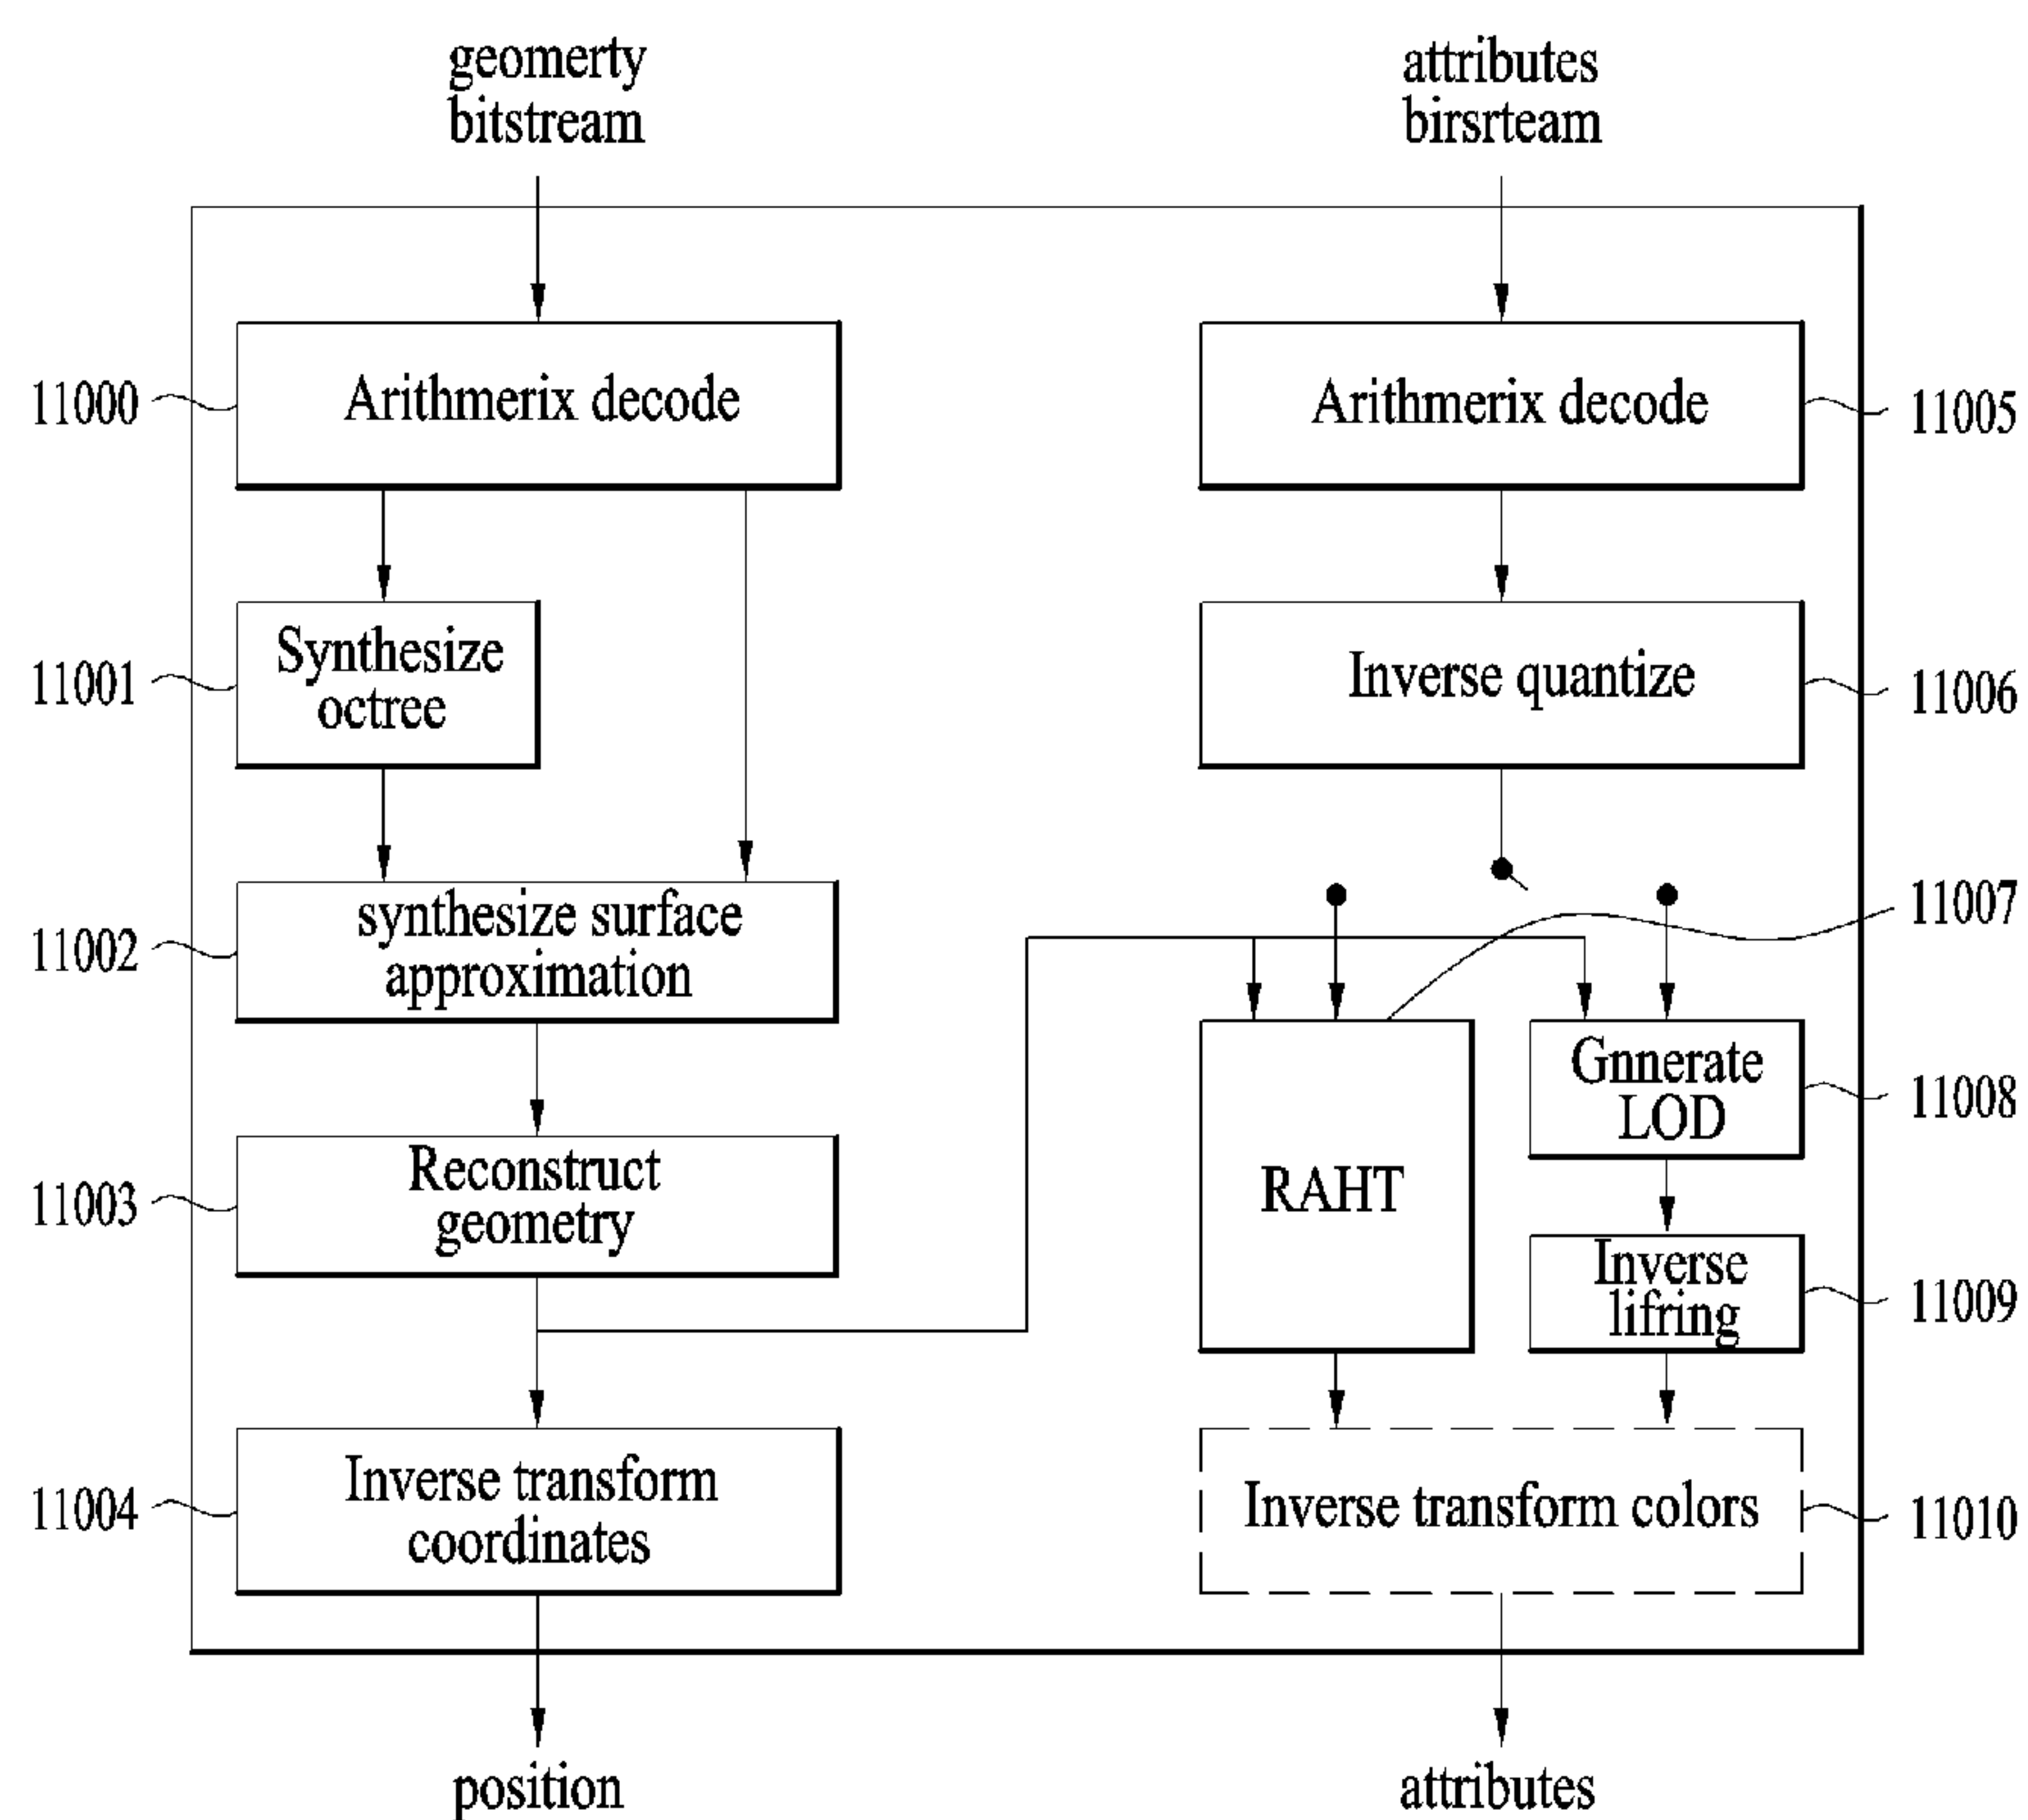 geomerty
bitstream
attributes
birsrteam
11000
Arithmerix decode
Arithmerix decode
11005
11001
Synthesize
octree
Inverse quantize
11006
11002
synthesize surface
approximation
11007
11003
Reconstruct
geometry
RAHT
Gnnerate
LOD
11008
Inverse
lifring
11009
11004
Inverse transform
coordinates
Inverse transform colors
11010
position
attributes